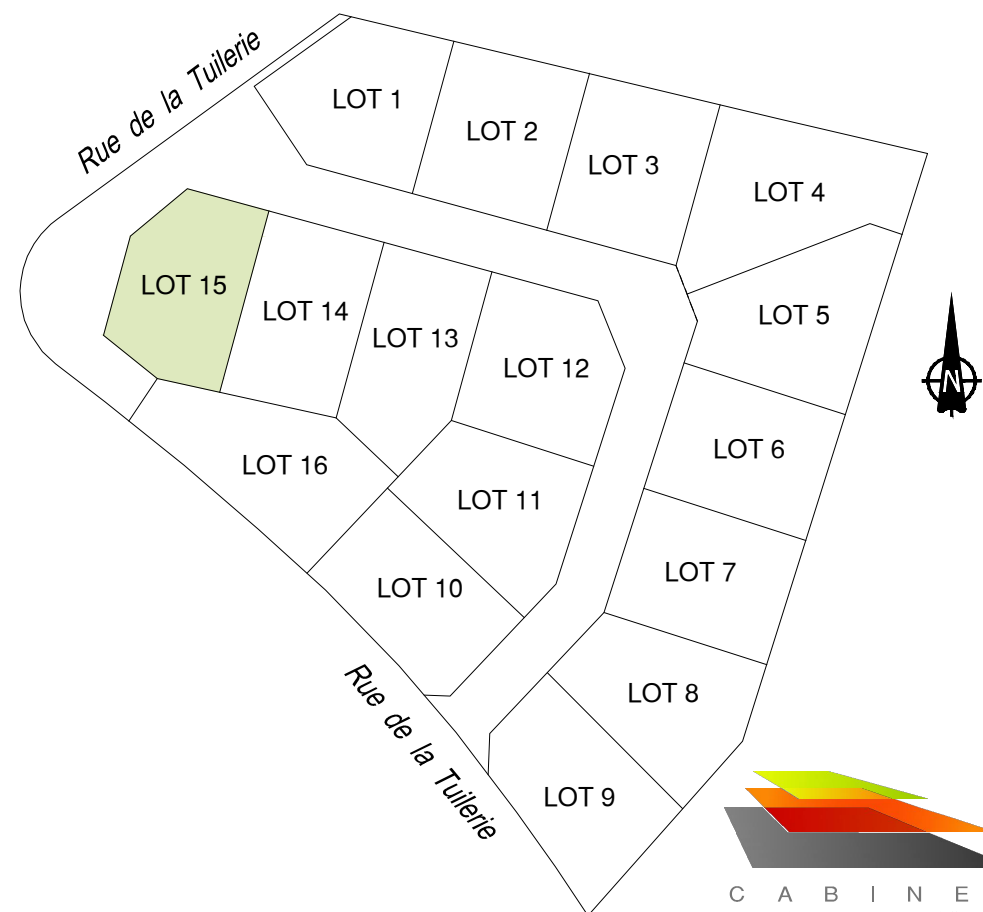 Rue de la Tuilerie
LOT 1
LOT 2
LOT 3
LOT 4
LOT 15
LOT 14
LOT 13
LOT 12
LOT 5
N
LOT 16
LOT 11
LOT 6
LOT 10
LOT 7
Rue de la Tuilerie
LOT 8
LOT 9
C A B I N E